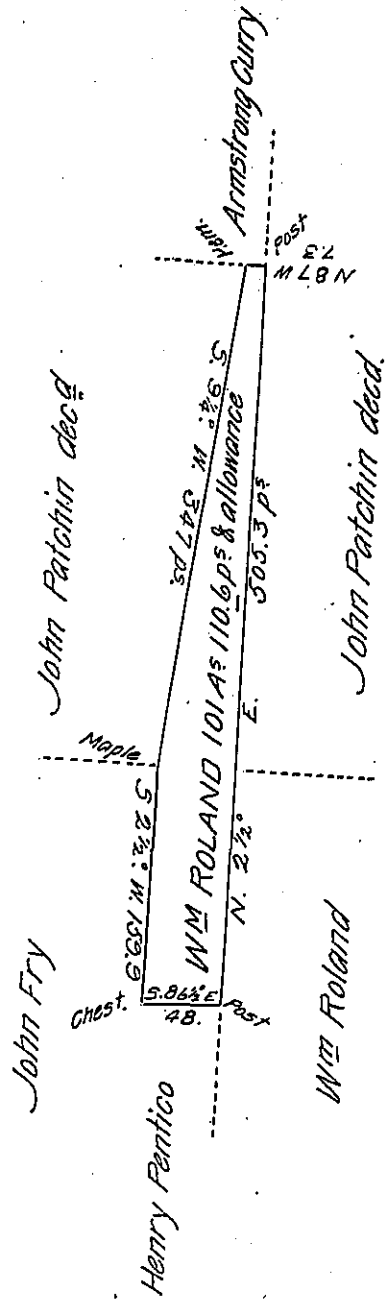 John Fry
John Patchin decd
Maple
Hem.
Armstrong Curry
Chest.
S 2½° W. 159.9
S. 9¼° W. 347 ps.
Henry Pentico
S. 86½° E
48.
Post
WM ROLAND 101 As 110.6 ps & allowance
N. 2½° E. 505.3 ps
N 87 W
7.3
Post
Wm Roland
John Patchin decd.